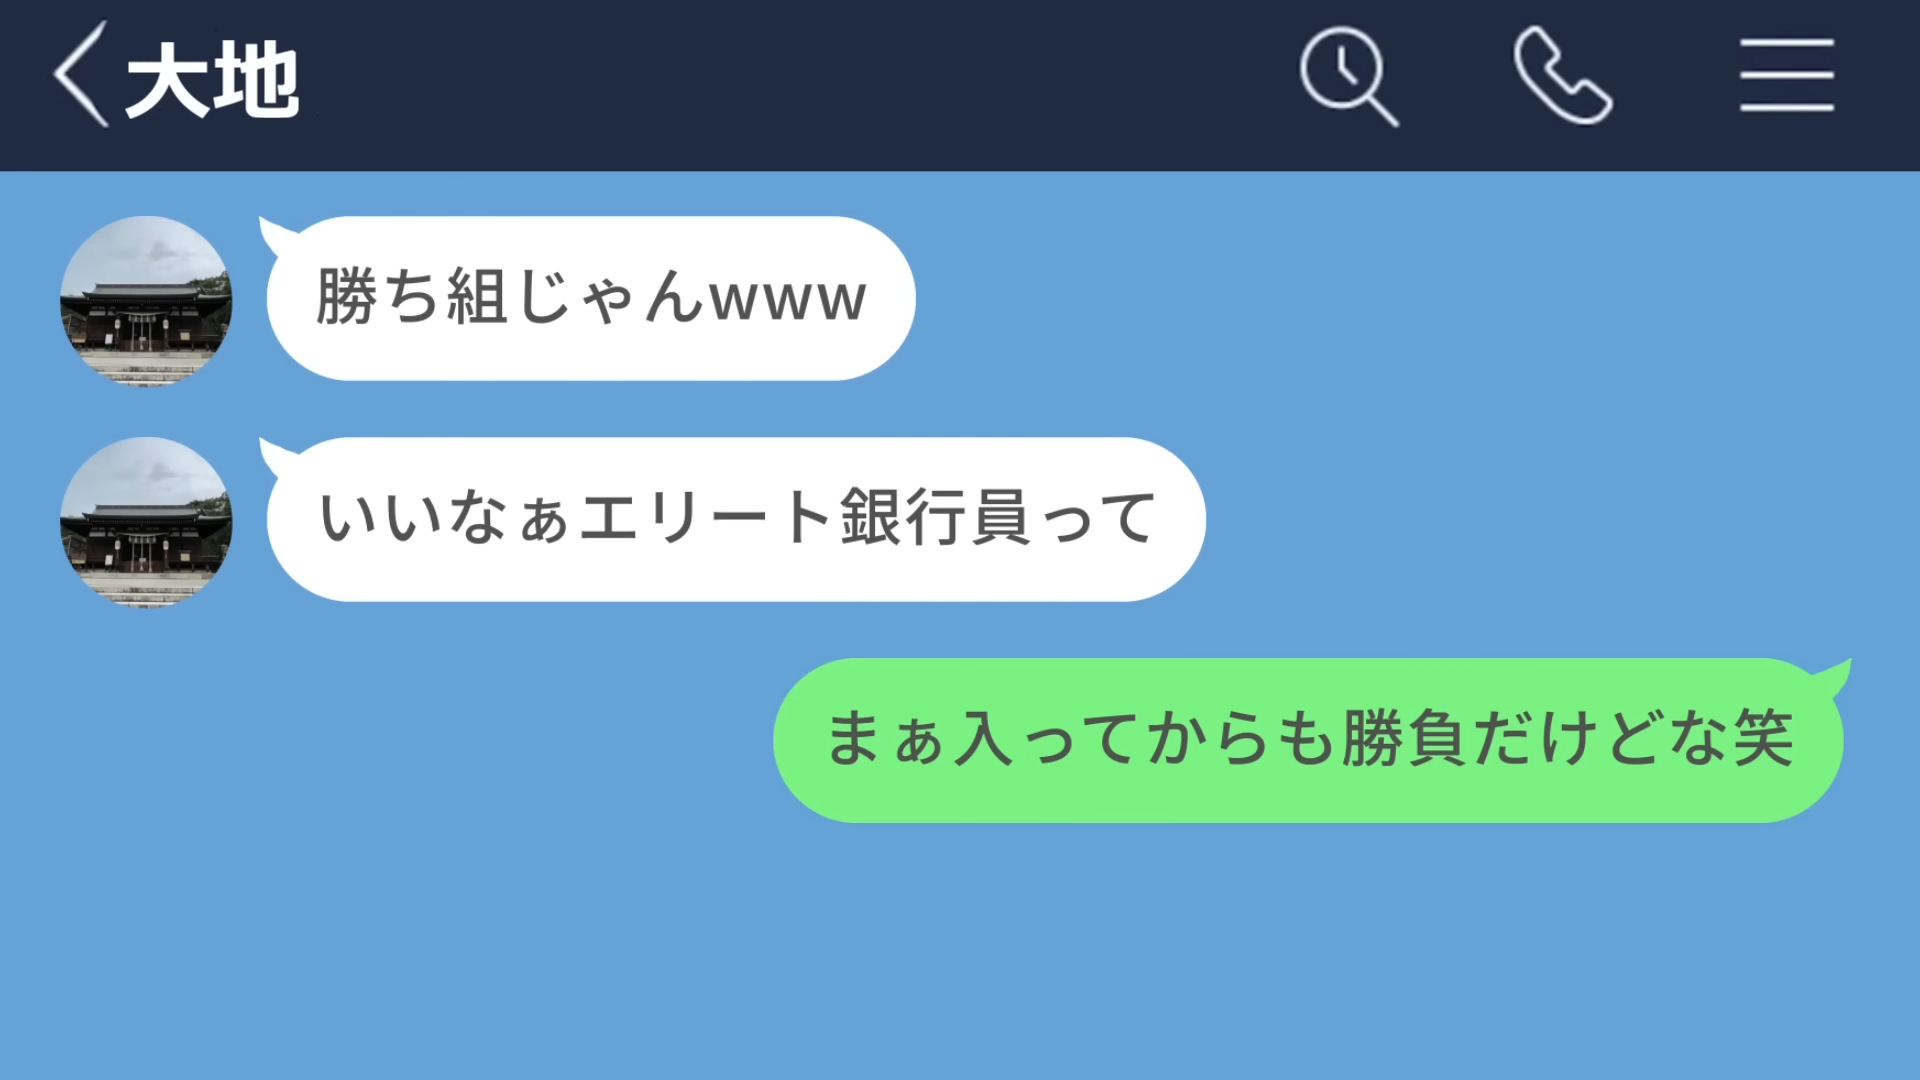 大地
勝ち組じゃんwww
いいなぁエリート銀行員って
まぁ入ってからも勝負だけどな笑